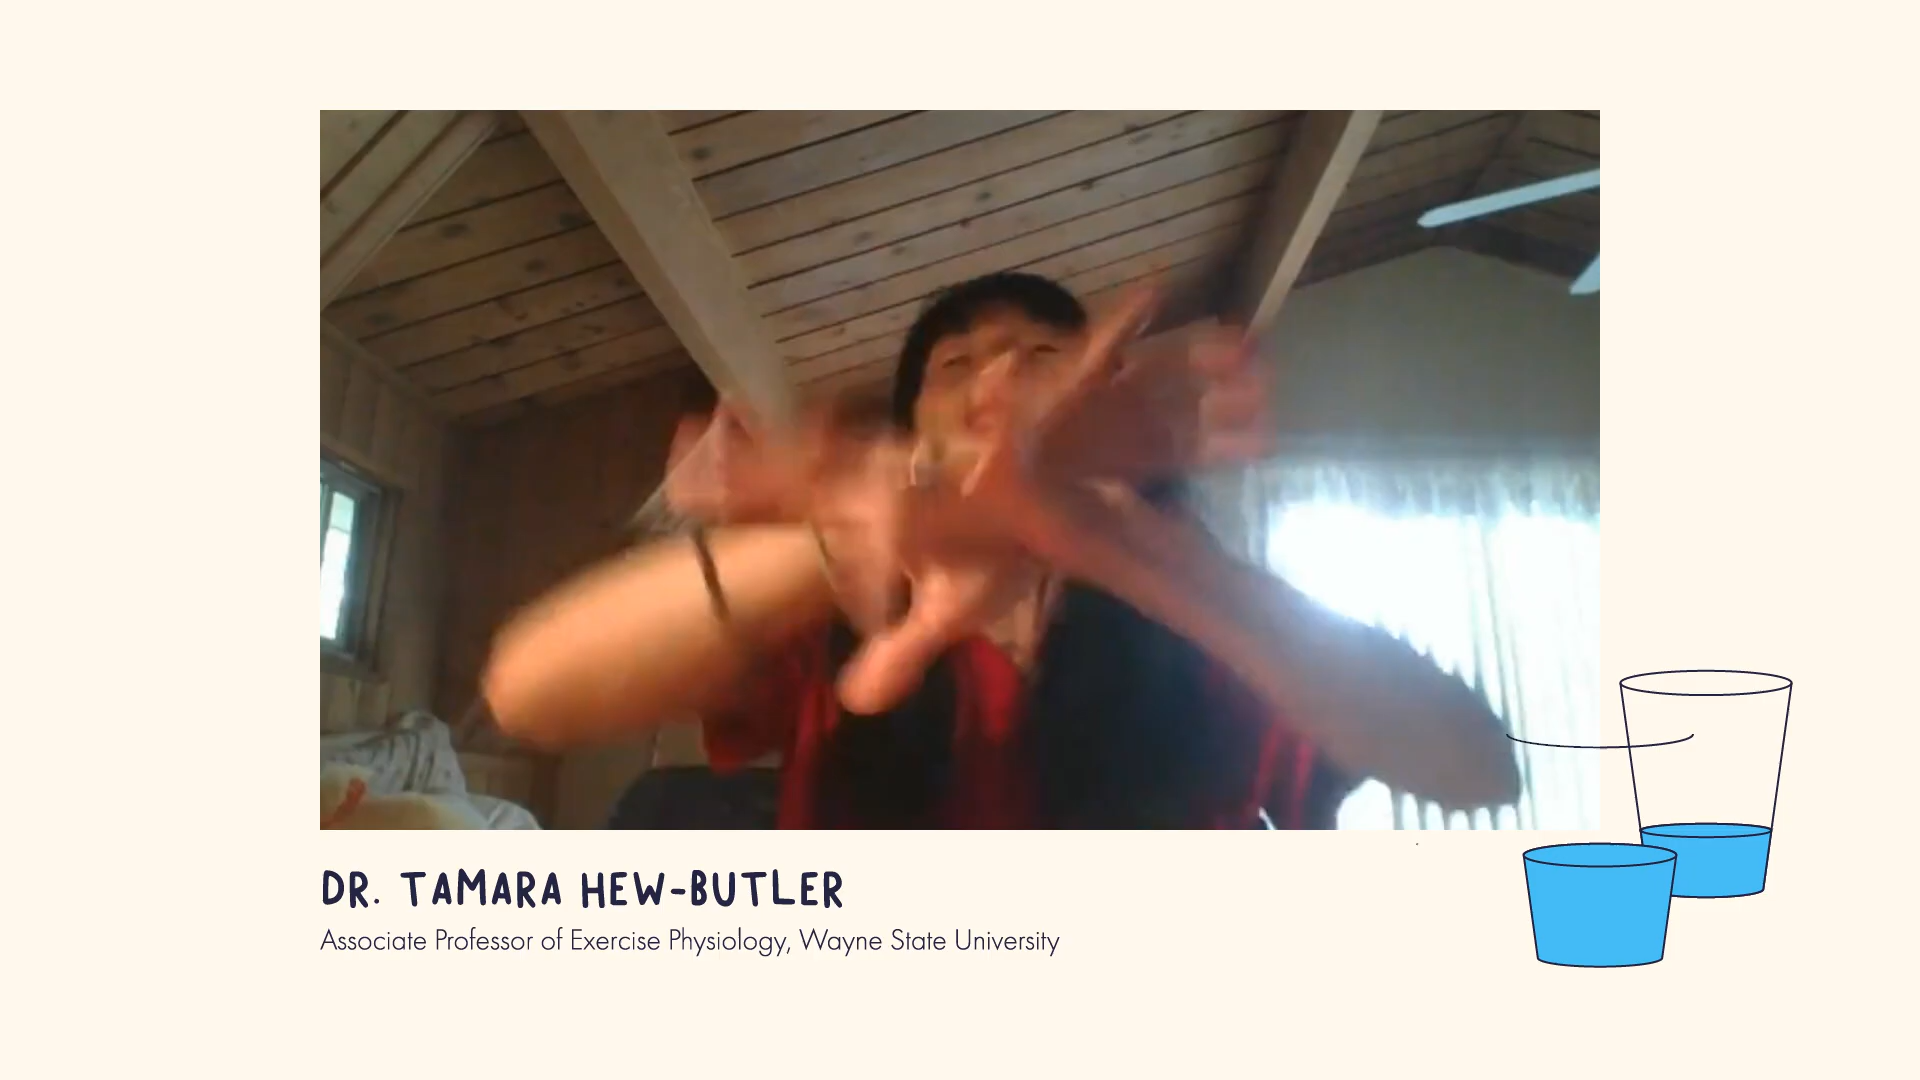 DR. TAMARA HEW-BUTLER
Associate Professor of Exercise Physiology, Wayne State University